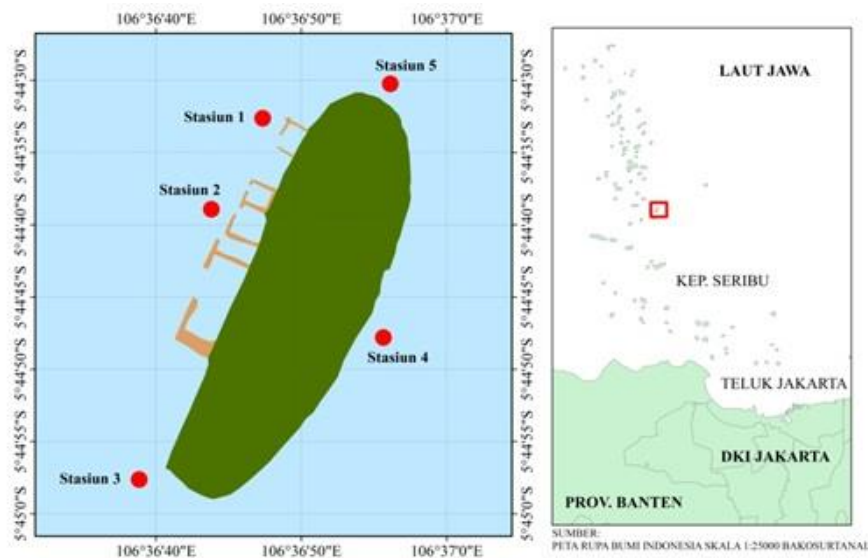 106°36'40"E 106°36'50"E 106°37'0"E
5°44'30"S
5°44'35"S
5°44'40"S
5°44'45"S
5°44'50"S
5°44'55"S
5°45'0"S
Stasiun 5
Stasiun 1
Stasiun 2
Stasiun 4
Stasiun 3
5°44'30"S
5°44'35"S
5°44'40"S
5°44'45"S
5°44'50"S
5°44'55"S
5°45'0"S
106°36'40"E 106°36'50"E 106°37'0"E
LAUT JAWA
KEP. SERIBU
TELUK JAKARTA
DKI JAKARTA
PROV. BANTEN
SUMBER:
PETA RUPA BUMI INDONESIA SKALA 1:25000 BAKOSURTANAL